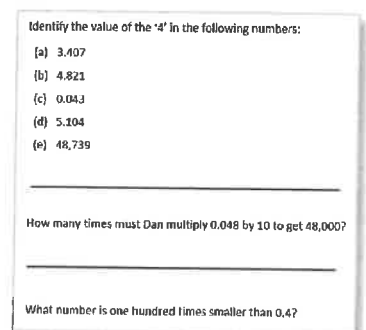 Identify the value of the '4' in the following numbers:
(a) 3.407
(b) 4.821
(c) 0.043
(d) 5.104
(e) 48,739
How many times must Dan multiply 0.048 by 10 to get 48,000?
What number is one hundred times smaller than 0.4?